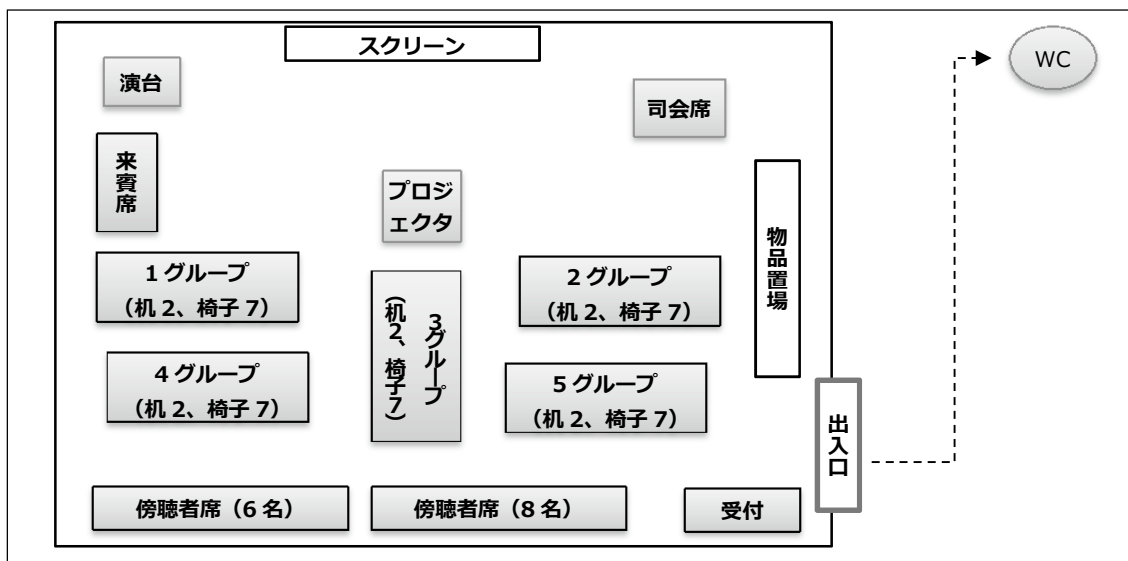 スクリーン
演台
WC
司会席
来賓席
プロジ
ェクタ
物品置場
1グループ
（机2、椅子7）
2グループ
（机2、椅子7）
3グループ
（机2、椅子7）
4グループ
（机2、椅子7）
5グループ
（机2、椅子7）
出入口
傍聴者席（6名）
傍聴者席（8名）
受付